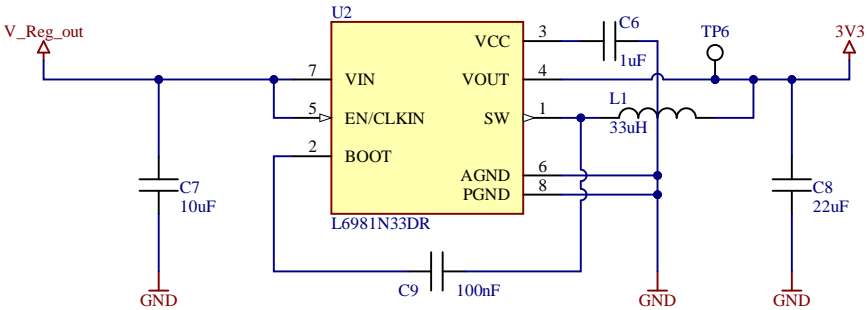 U2
V_Reg_out
C6
TP6
3V3
VCC 3
1uF
7 VIN
VOUT 4
5 EN/CLKIN
SW 1
L1
33uH
2 BOOT
AGND 6
PGND 8
C7
10uF
C8
22uF
L6981N33DR
C9 100nF
GND
GND
GND